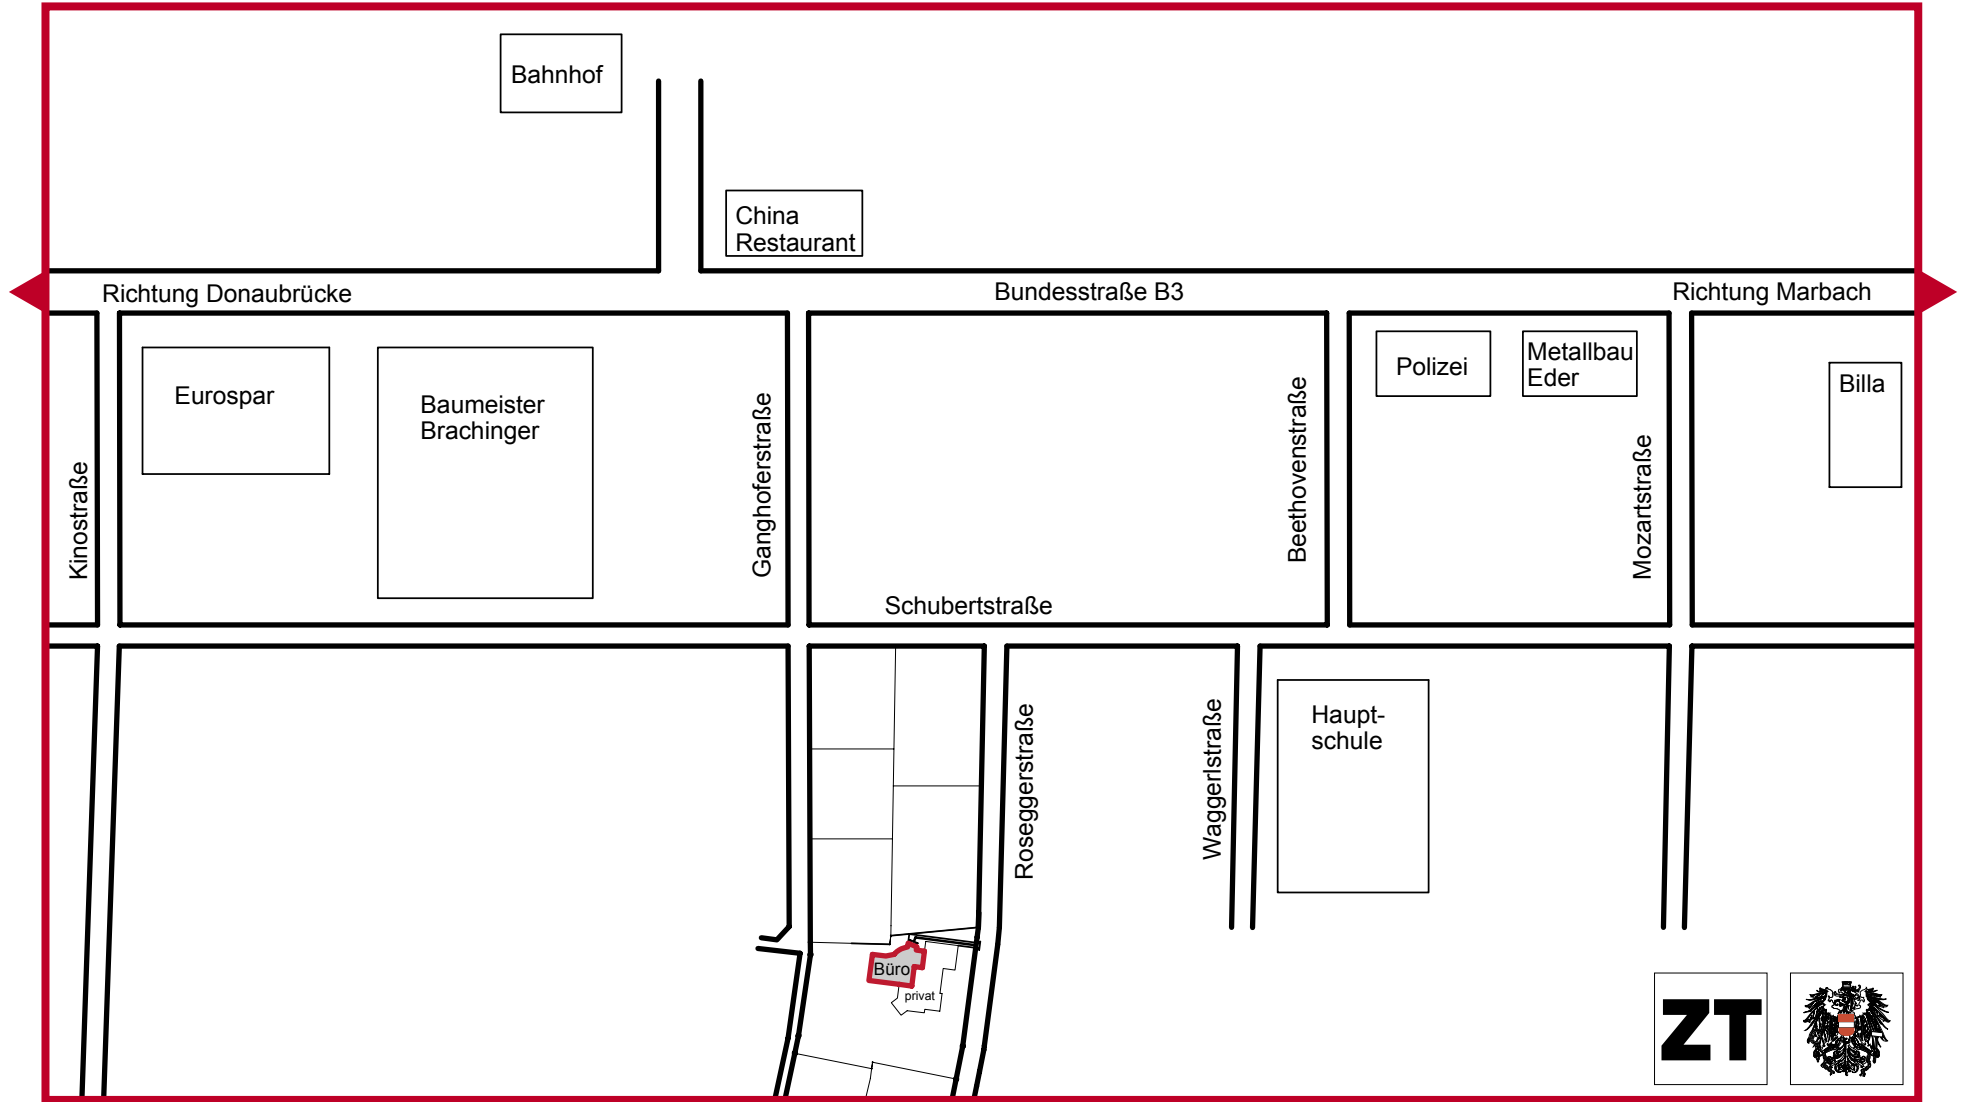 Bahnhof
China
Restaurant
Richtung Donaubrücke
Bundesstraße B3
Richtung Marbach
Eurospar
Baumeister
Brachinger
Polizei
Metallbau
Eder
Billa
Kinostraße
Ganghoferstraße
Beethovenstraße
Mozartstraße
Schubertstraße
Roseggerstraße
Waggerlstraße
Haupt-
schule
Büro
privat
ZT